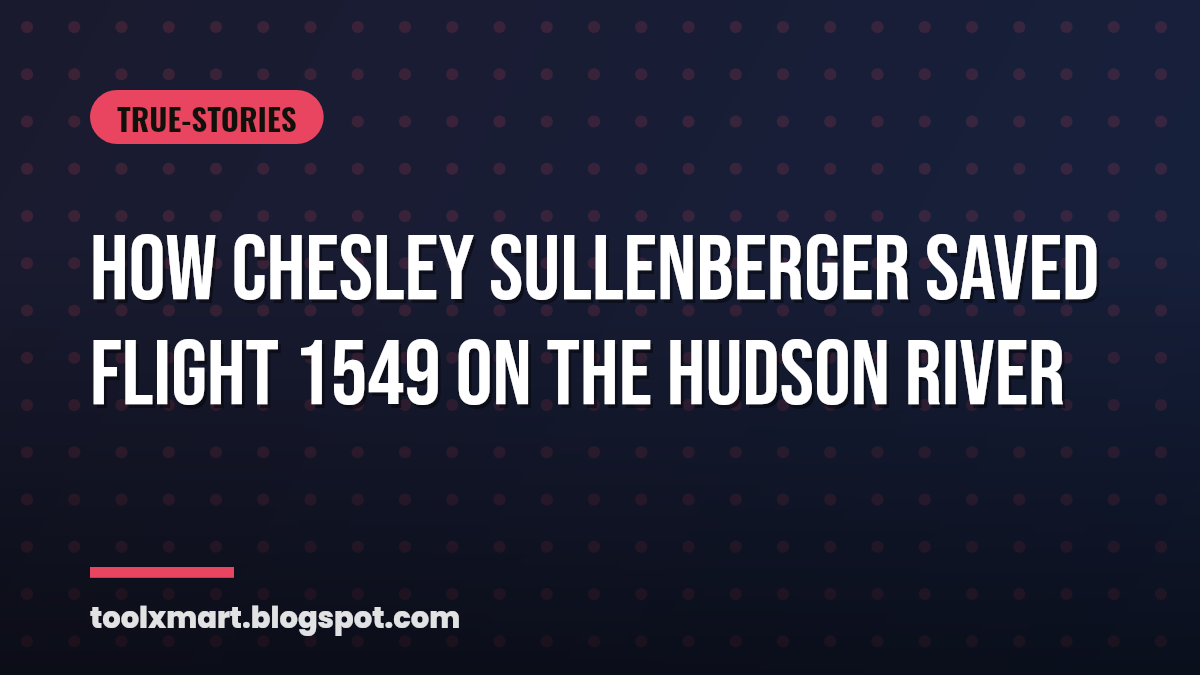 TRUE-STORIES
HOW CHESLEY SULLENBERGER SAVED
FLIGHT 1549 ON THE HUDSON RIVER
toolxmart.blogspot.com